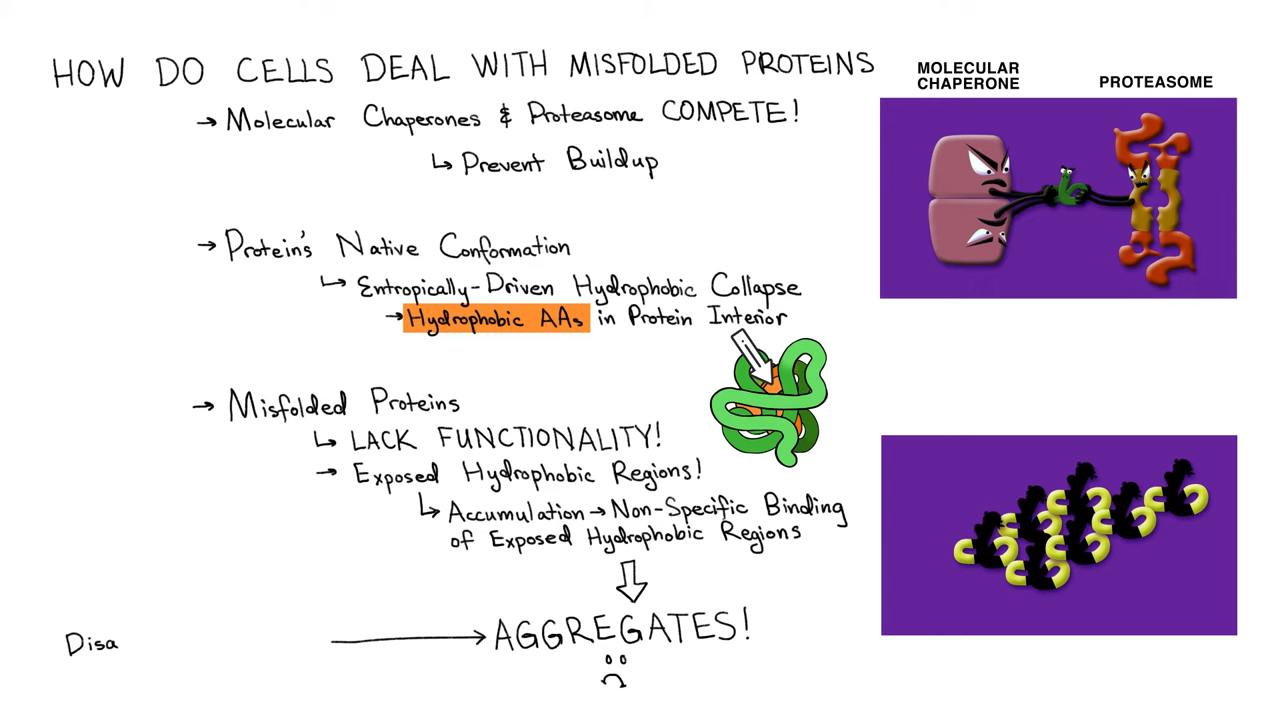 HOW DO CELLS DEAL WITH MISFOLDED PROTEINS
→ Molecular Chaperones & Proteasome COMPETE!
↳ Prevent Buildup
→ Protein's Native Conformation
↳ Entropically-Driven Hydrophobic Collapse
→ Hydrophobic AAs in Protein Interior
→ Misfolded Proteins
↳ LACK FUNCTIONALITY!
→ Exposed Hydrophobic Regions!
↳ Accumulation → Non-Specific Binding
of Exposed Hydrophobic Regions
AGGREGATES!
Disa
MOLECULAR
CHAPERONE
PROTEASOME